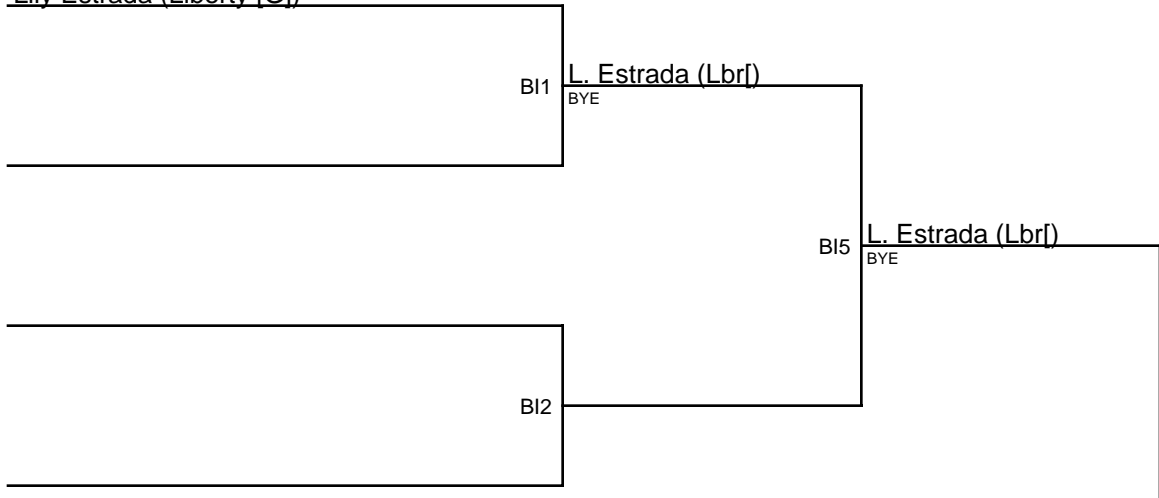 Lily Estrada (Liberty [G])
BI1
L. Estrada (Lbr[)
BYE
BI5
L. Estrada (Lbr[)
BYE
BI2